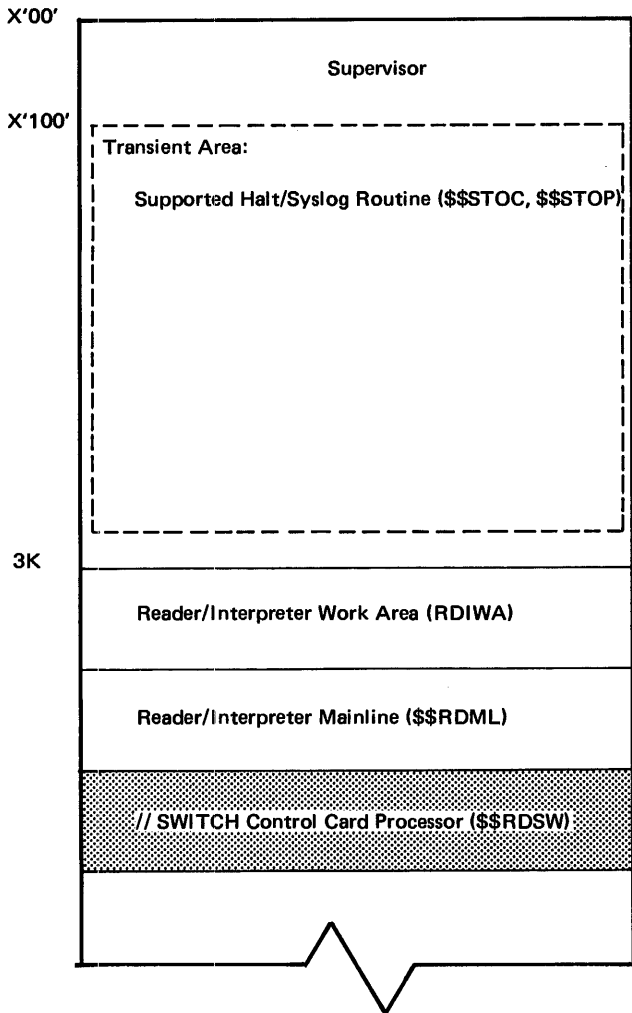 X'00'
Supervisor
X'100'
Transient Area:
Supported Halt/Syslog Routine ($$STOC, $$STOP)
3K
Reader/Interpreter Work Area (RDIWA)
Reader/Interpreter Mainline ($$RDML)
// SWITCH Control Card Processor ($$RDSW)